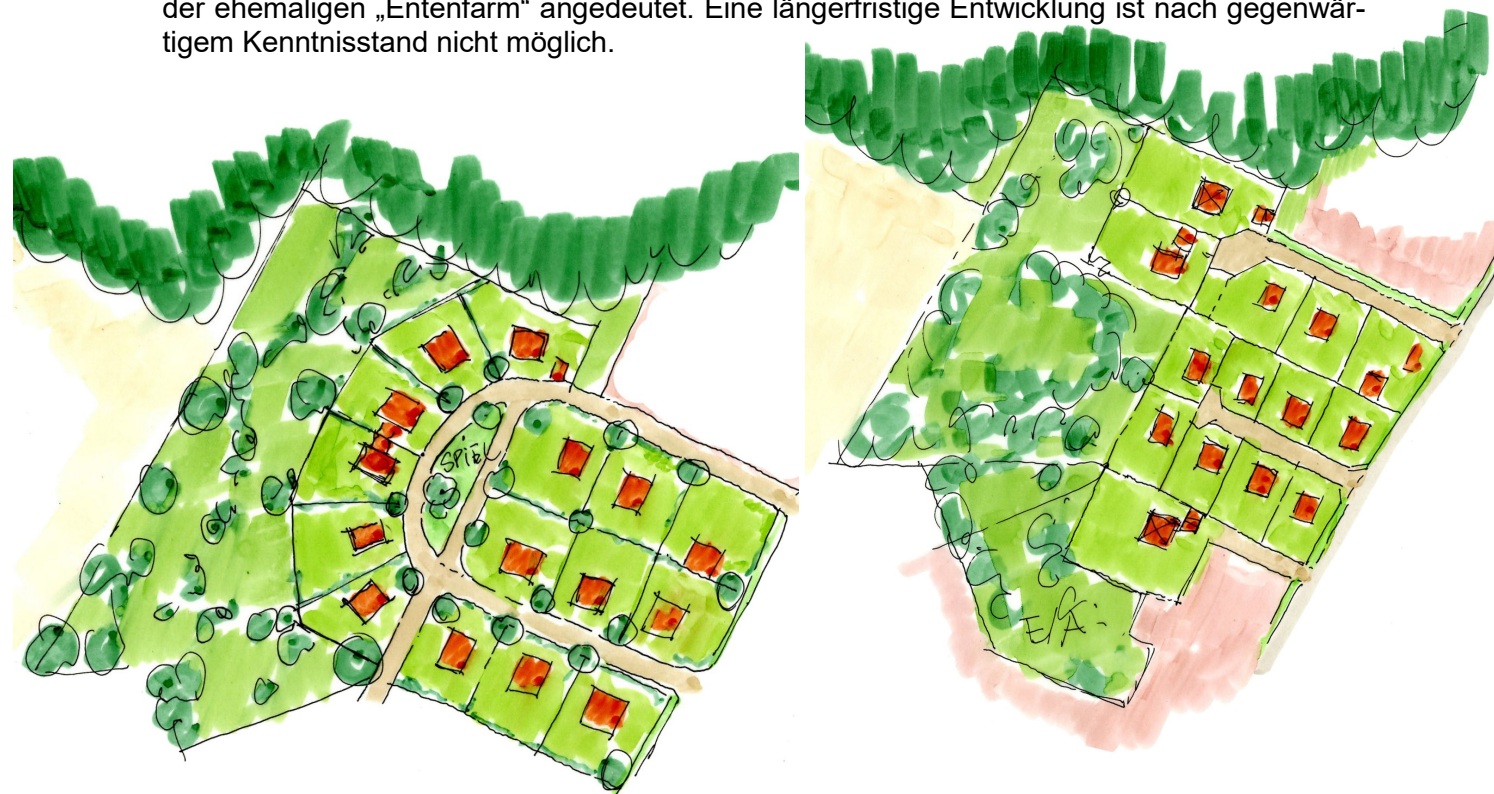 der ehemaligen „Entenfarm“ angedeutet. Eine längerfristige Entwicklung ist nach gegenwär-
tigem Kenntnisstand nicht möglich.
SPIEL
E/A: